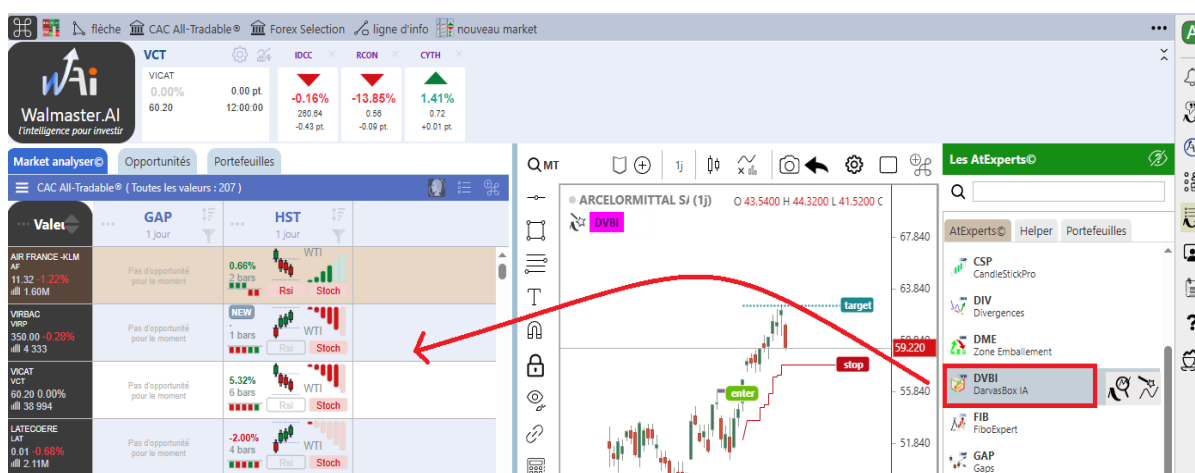 flèche CAC All-Tradable® Forex Selection ligne d'info nouveau market
WAi
Walmaster.AI
l'intelligence pour investir
VCT
VICAT
0.00% 0.00 pt.
60.20 12:00:00
IDCC
-0.16%
260.64
-0.43 pt.
RCON
-13.85%
0.56
-0.09 pt.
CYTH
1.41%
0.72
+0.01 pt.
Market analyser© Opportunités Portefeuilles
CAC All-Tradable® ( Toutes les valeurs : 207 )
Valeu GAP HST
1 jour 1 jour
AIR FRANCE -KLM
AF
11.32 -1.22%
1.60M
Pas d'opportunité
pour le moment
0.66%
2 bars
WTI
Rsi Stoch
VIRBAC
VIRP
350.00 -0.28%
4 333
Pas d'opportunité
pour le moment
NEW
-
1 bars
WTI
Rsi Stoch
VICAT
VCT
60.20 0.00%
38 994
Pas d'opportunité
pour le moment
5.32%
6 bars
WTI
Rsi Stoch
LATECOERE
LAT
0.01 -0.68%
2.11M
Pas d'opportunité
pour le moment
-2.00%
4 bars
WTI
Rsi Stoch
MT 1j
ARCELORMITTAL S/ (1j) O 43.5400 H 44.3200 L 41.5200 C
DVBI
67.840
63.840
59.220
55.840
51.840
target
stop
enter
Les AtExperts©
AtExperts© Helper Portefeuilles
CSP
CandleStickPro
DIV
Divergences
DME
Zone Emballement
DVBI
DarvasBox IA
FIB
FiboExpert
GAP
Gaps
A
?